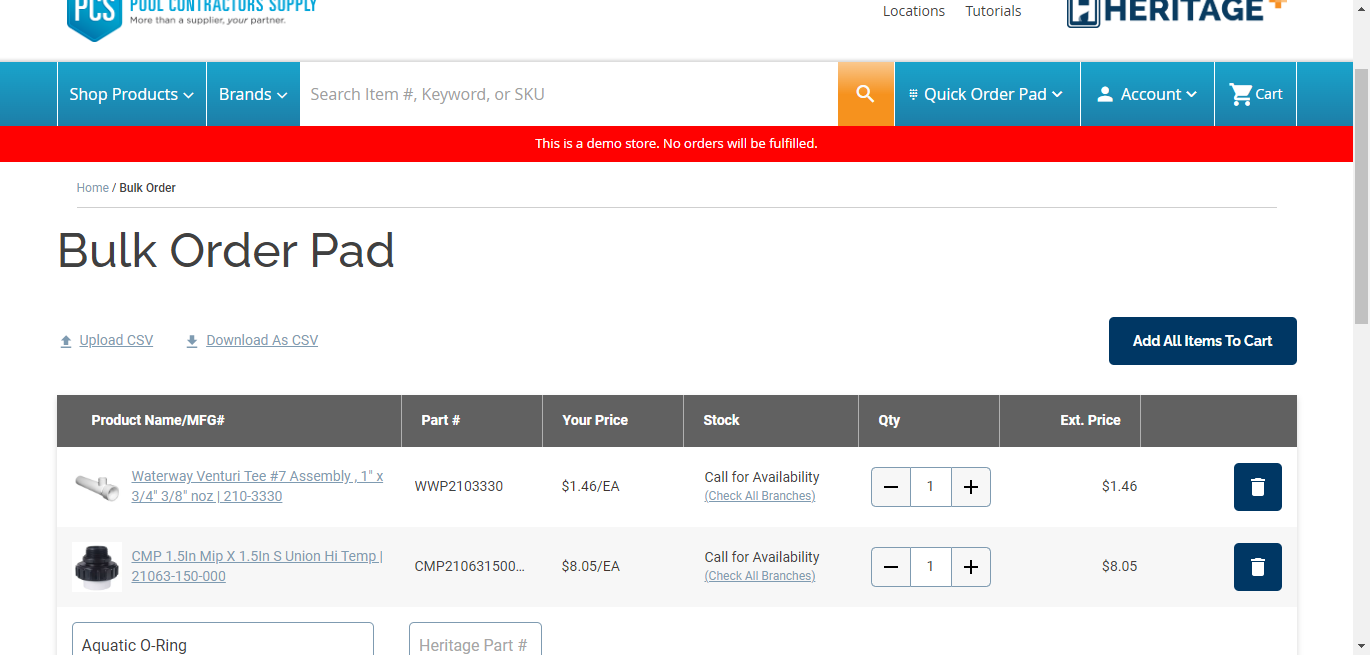 PCS POOL CONTRACTORS SUPPLY
More than a supplier, your partner.
Locations Tutorials
HERITAGE+
Shop Products Brands Search Item #, Keyword, or SKU Quick Order Pad Account Cart
This is a demo store. No orders will be fulfilled.
Home / Bulk Order
Bulk Order Pad
Upload CSV Download As CSV Add All Items To Cart
Product Name/MFG# Part # Your Price Stock Qty Ext. Price
Waterway Venturi Tee #7 Assembly , 1" x
3/4" 3/8" noz | 210-3330
WWP2103330 $1.46/EA
Call for Availability
(Check All Branches)
1 $1.46
CMP 1.5In Mip X 1.5In S Union Hi Temp |
21063-150-000
CMP210631500... $8.05/EA
Call for Availability
(Check All Branches)
1 $8.05
Aquatic O-Ring Heritage Part #